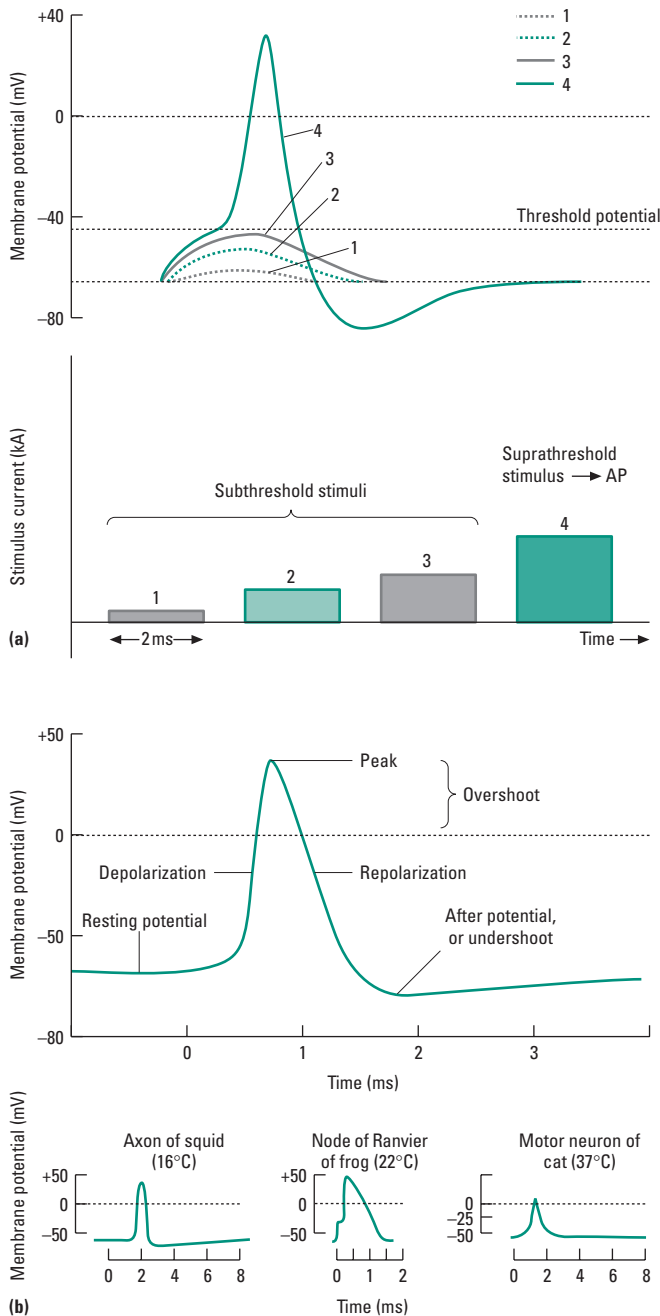 +40
0
–40
–80
Membrane potential (mV)
1
2
3
4
4
3
2
1
Threshold potential
Stimulus current (kA)
Subthreshold stimuli
Suprathreshold
stimulus → AP
1
2
3
4
2 ms
Time
(a)
+50
0
–50
–80
Membrane potential (mV)
Peak
Overshoot
Depolarization
Repolarization
Resting potential
After potential,
or undershoot
0 1 2 3
Time (ms)
Membrane potential (mV)
Axon of squid
(16°C)
+50
0
–50
0 2 4 6 8
Node of Ranvier
of frog (22°C)
+50
0
–50
0 1 2
Motor neuron of
cat (37°C)
0
–25
–50
0 2 4 6 8
Time (ms)
(b)